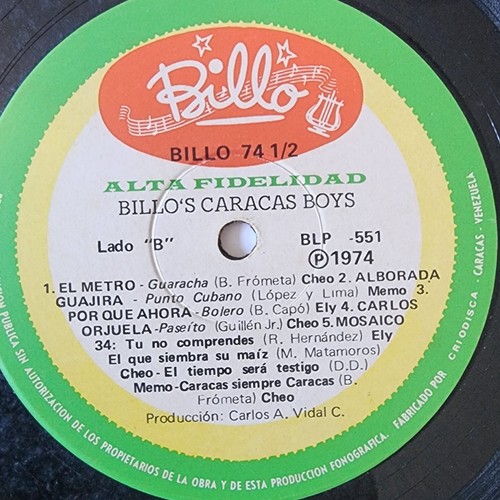 Billo
BILLO 74 1/2
ALTA FIDELIDAD
BILLO'S CARACAS BOYS
Lado "B"
BLP -551
Ⓟ1974
1. EL METRO - Guaracha (B. Frómeta) Cheo 2. ALBORADA
GUAJIRA - Punto Cubano (López y Lima) Memo 3.
POR QUE AHORA - Bolero (B. Capó) Ely 4. CARLOS
ORJUELA - Paseíto (Guillén Jr.) Cheo 5. MOSAICO
34: Tu no comprendes (R. Hernández) Ely
El que siembra su maíz (M. Matamoros)
Cheo - El tiempo será testigo (D.D.)
Memo-Caracas siempre Caracas (B.
Frómeta) Cheo
Producción: Carlos A. Vidal C.
PUBLICA SIN AUTORIZACION DE LOS PROPIETARIOS DE LA OBRA Y DE ESTA PRODUCCION FONOGRAFICA. FABRICADO POR CRIODISCA - CARACAS - VENEZUELA